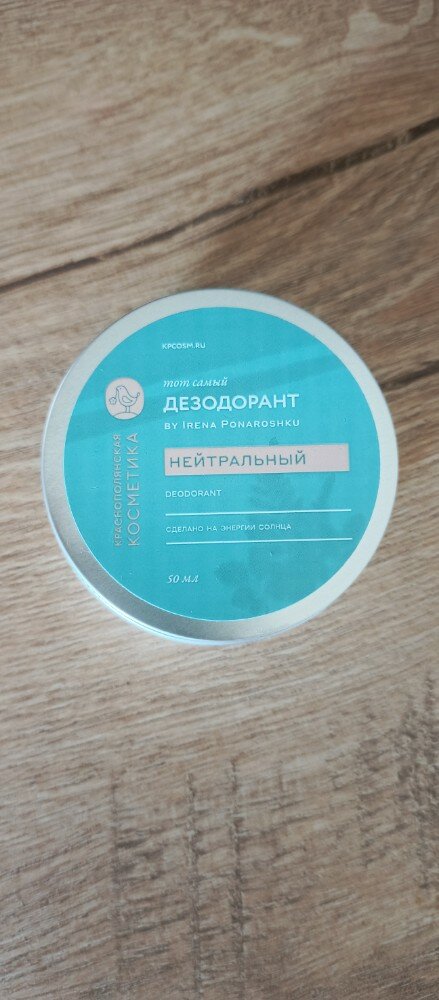 KPCOSM.RU
тот самый
ДЕЗОДОРАНТ
BY IRENA PONAROSHKU
НЕЙТРАЛЬНЫЙ
DEODORANT
СДЕЛАНО НА ЭНЕРГИИ СОЛНЦА
50 мл
КРАСНОПОЛЯНСКАЯ
КОСМЕТИКА